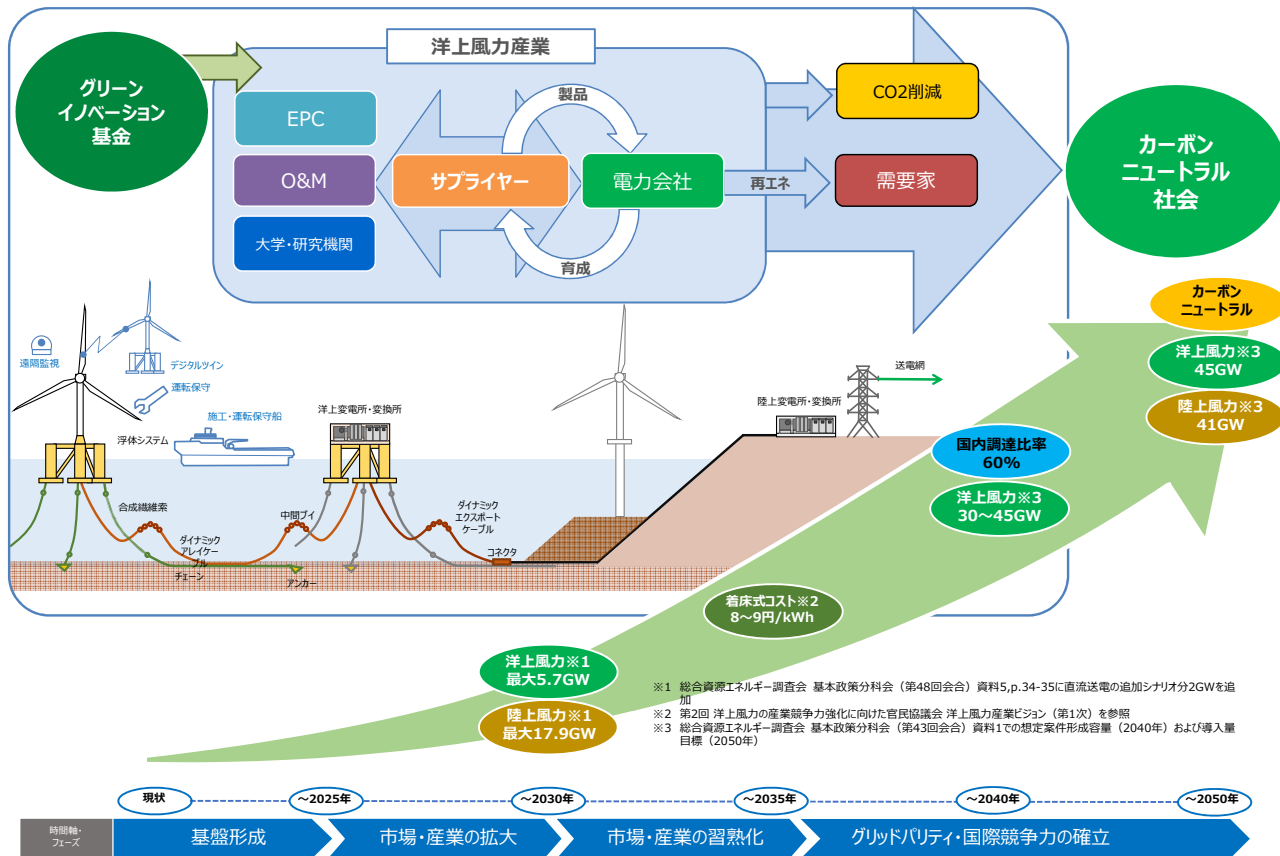 洋上風力産業
グリーン
イノベーション
基金
EPC
O&M
大学・研究機関
サプライヤー
製品
育成
電力会社
再エネ
CO2削減
需要家
カーボン
ニュートラル
社会
遠隔監視
デジタルツイン
運転保守
施工・運転保守船
浮体システム
洋上変電所・変換所
陸上変電所・変換所
送電網
合成繊維索
中間ブイ
ダイナミック
アレイケー
ブル
チェーン
アンカー
ダイナミック
エクスポート
ケーブル
コネクタ
カーボン
ニュートラル
洋上風力※3
45GW
陸上風力※3
41GW
国内調達比率
60%
洋上風力※3
30～45GW
着床式コスト※2
8～9円/kWh
洋上風力※1
最大5.7GW
陸上風力※1
最大17.9GW
※1 総合資源エネルギー調査会 基本政策分科会（第48回会合）資料5,p.34-35に直流送電の追加シナリオ分2GWを追
加
※2 第2回 洋上風力の産業競争力強化に向けた官民協議会 洋上風力産業ビジョン（第1次）を参照
※3 総合資源エネルギー調査会 基本政策分科会（第43回会合）資料1での想定案件形成容量（2040年）および導入量
目標（2050年）
現状
～2025年
～2030年
～2035年
～2040年
～2050年
時間軸・
フェーズ
基盤形成
市場・産業の拡大
市場・産業の習熟化
グリッドパリティ・国際競争力の確立